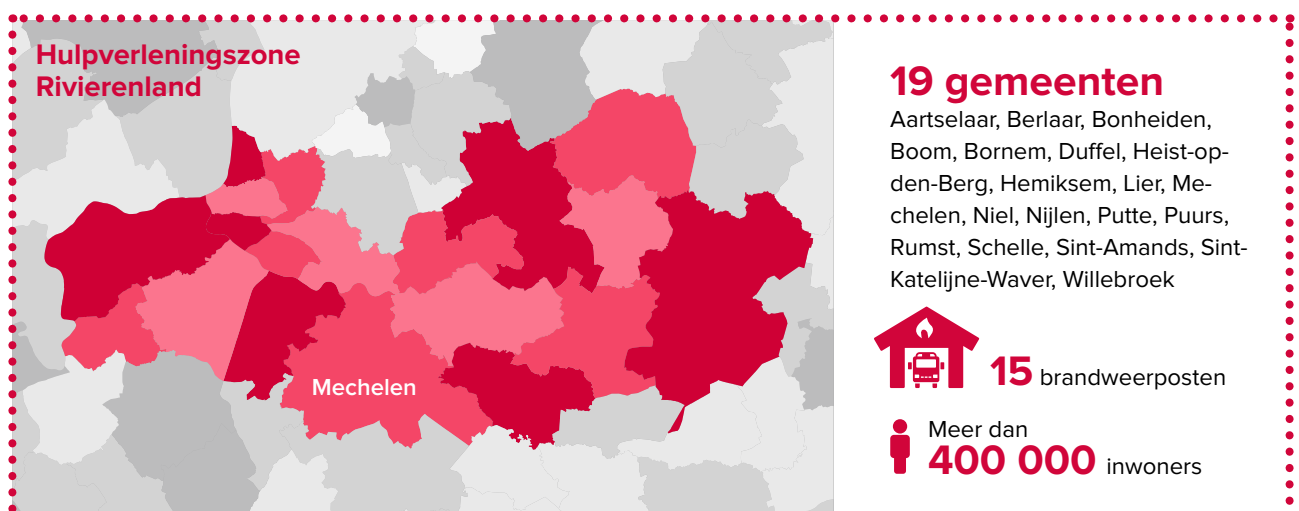 Hulpverleningszone
Rivierenland
Mechelen
19 gemeenten
Aartselaar, Berlaar, Bonheiden,
Boom, Bornem, Duffel, Heist-op-
den-Berg, Hemiksem, Lier, Me-
chelen, Niel, Nijlen, Putte, Puurs,
Rumst, Schelle, Sint-Amands, Sint-
Katelijne-Waver, Willebroek
15 brandweerposten
Meer dan
400 000 inwoners